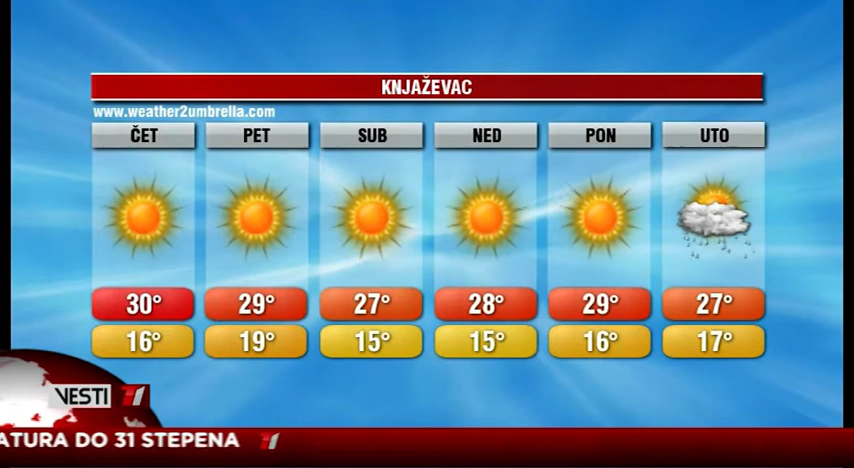 KNJAŽEVAC
www.weather2umbrella.com
ČET PET SUB NED PON UTO
30° 29° 27° 28° 29° 27°
16° 19° 15° 15° 16° 17°
VESTI
ATURA DO 31 STEPENA